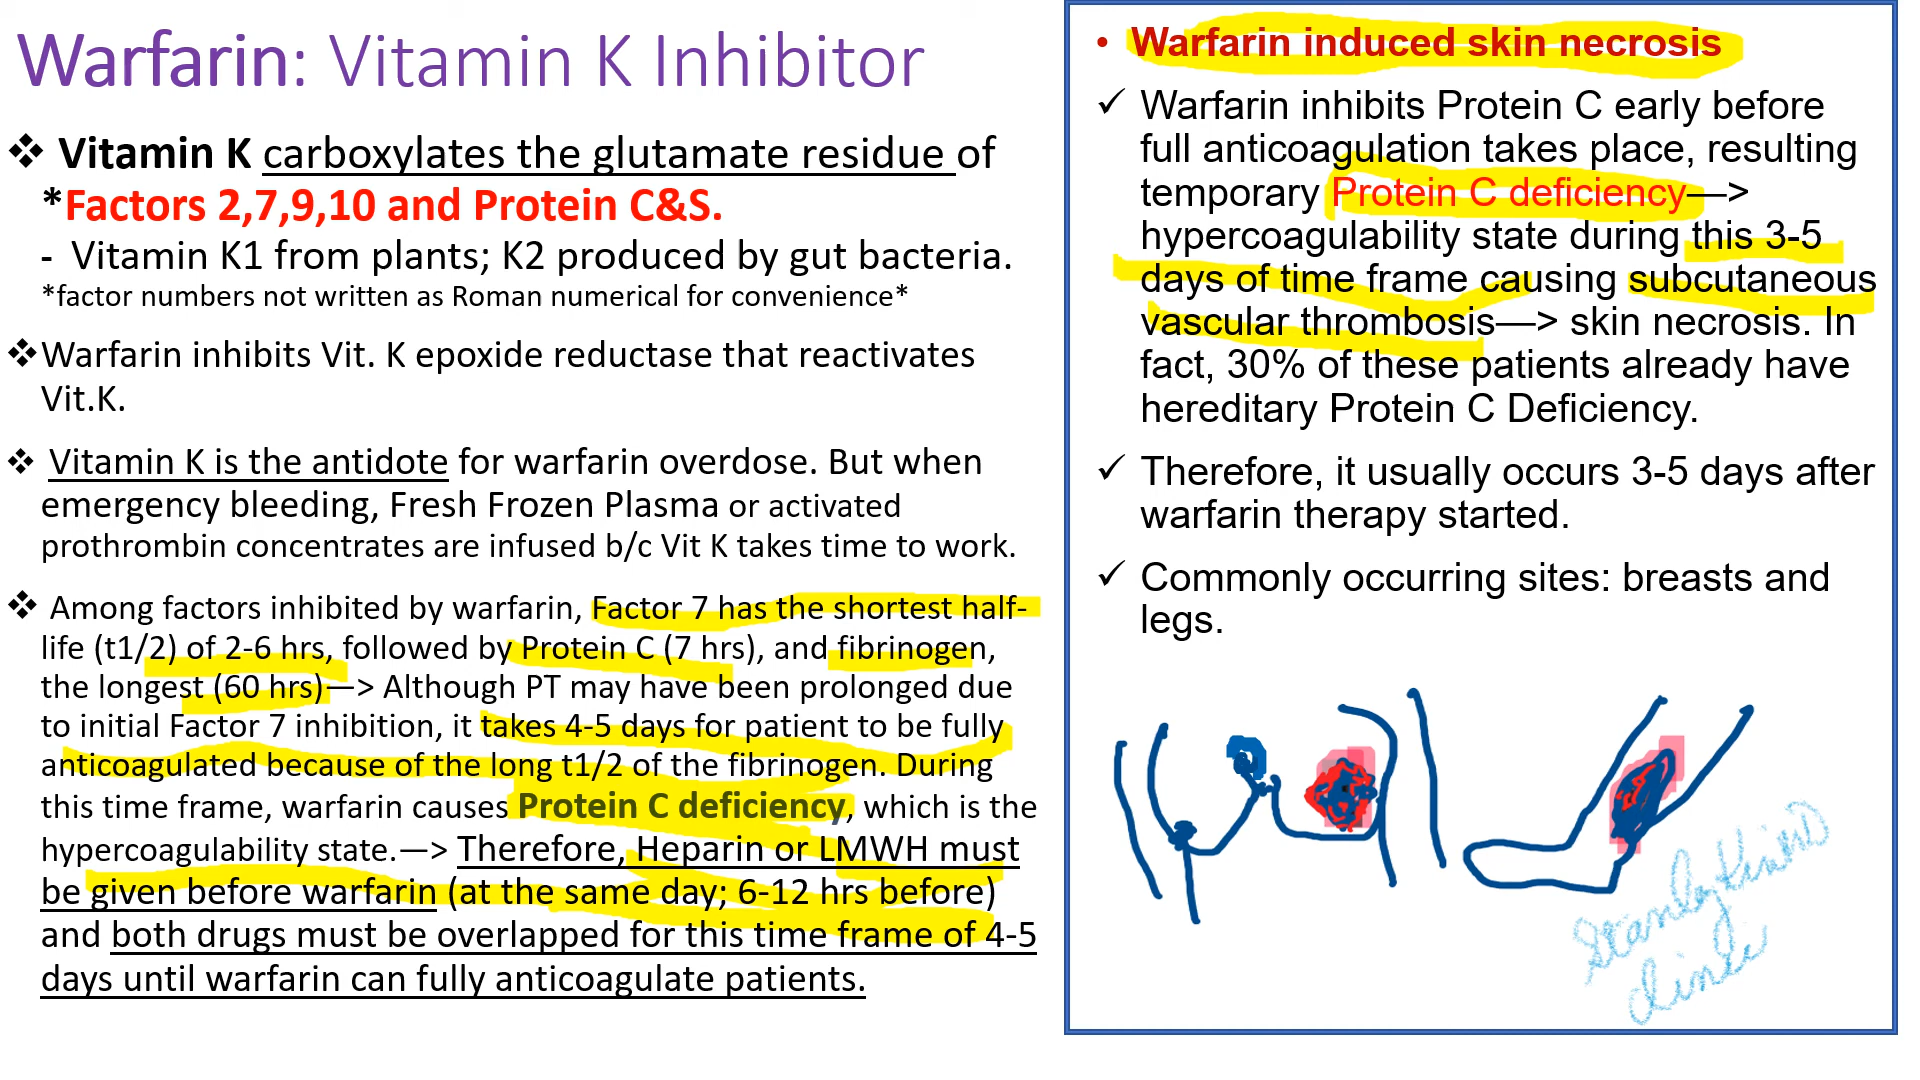 Warfarin: Vitamin K Inhibitor
❖ Vitamin K carboxylates the glutamate residue of
*Factors 2,7,9,10 and Protein C&S.
- Vitamin K1 from plants; K2 produced by gut bacteria.
*factor numbers not written as Roman numerical for convenience*
❖Warfarin inhibits Vit. K epoxide reductase that reactivates
Vit.K.
❖ Vitamin K is the antidote for warfarin overdose. But when
emergency bleeding, Fresh Frozen Plasma or activated
prothrombin concentrates are infused b/c Vit K takes time to work.
❖ Among factors inhibited by warfarin, Factor 7 has the shortest half-
life (t1/2) of 2-6 hrs, followed by Protein C (7 hrs), and fibrinogen,
the longest (60 hrs)—> Although PT may have been prolonged due
to initial Factor 7 inhibition, it takes 4-5 days for patient to be fully
anticoagulated because of the long t1/2 of the fibrinogen. During
this time frame, warfarin causes Protein C deficiency, which is the
hypercoagulability state.—> Therefore, Heparin or LMWH must
be given before warfarin (at the same day; 6-12 hrs before)
and both drugs must be overlapped for this time frame of 4-5
days until warfarin can fully anticoagulate patients.
• Warfarin induced skin necrosis
✓ Warfarin inhibits Protein C early before
full anticoagulation takes place, resulting
temporary Protein C deficiency—>
hypercoagulability state during this 3-5
days of time frame causing subcutaneous
vascular thrombosis—> skin necrosis. In
fact, 30% of these patients already have
hereditary Protein C Deficiency.
✓ Therefore, it usually occurs 3-5 days after
warfarin therapy started.
✓ Commonly occurring sites: breasts and
legs.